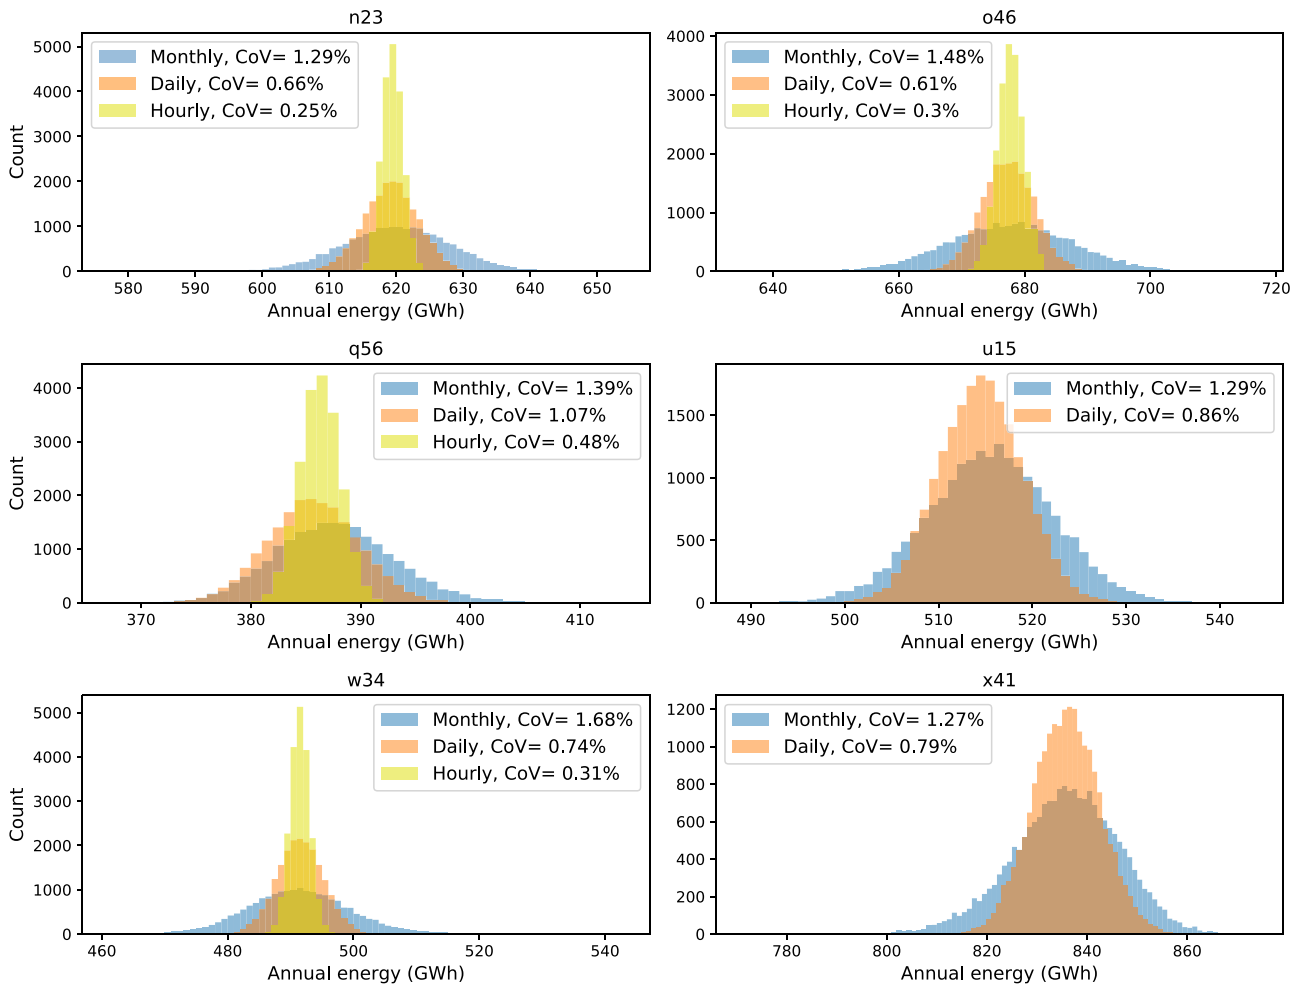 n23
5000
4000
3000
2000
1000
0
Count
Monthly, CoV= 1.29%
Daily, CoV= 0.66%
Hourly, CoV= 0.25%
580 590 600 610 620 630 640 650
Annual energy (GWh)
o46
4000
3000
2000
1000
0
Monthly, CoV= 1.48%
Daily, CoV= 0.61%
Hourly, CoV= 0.3%
640 660 680 700 720
Annual energy (GWh)
q56
4000
3000
2000
1000
0
Count
Monthly, CoV= 1.39%
Daily, CoV= 1.07%
Hourly, CoV= 0.48%
370 380 390 400 410
Annual energy (GWh)
u15
1500
1000
500
0
Monthly, CoV= 1.29%
Daily, CoV= 0.86%
490 500 510 520 530 540
Annual energy (GWh)
w34
5000
4000
3000
2000
1000
0
Count
Monthly, CoV= 1.68%
Daily, CoV= 0.74%
Hourly, CoV= 0.31%
460 480 500 520 540
Annual energy (GWh)
x41
1200
1000
800
600
400
200
0
Monthly, CoV= 1.27%
Daily, CoV= 0.79%
780 800 820 840 860
Annual energy (GWh)